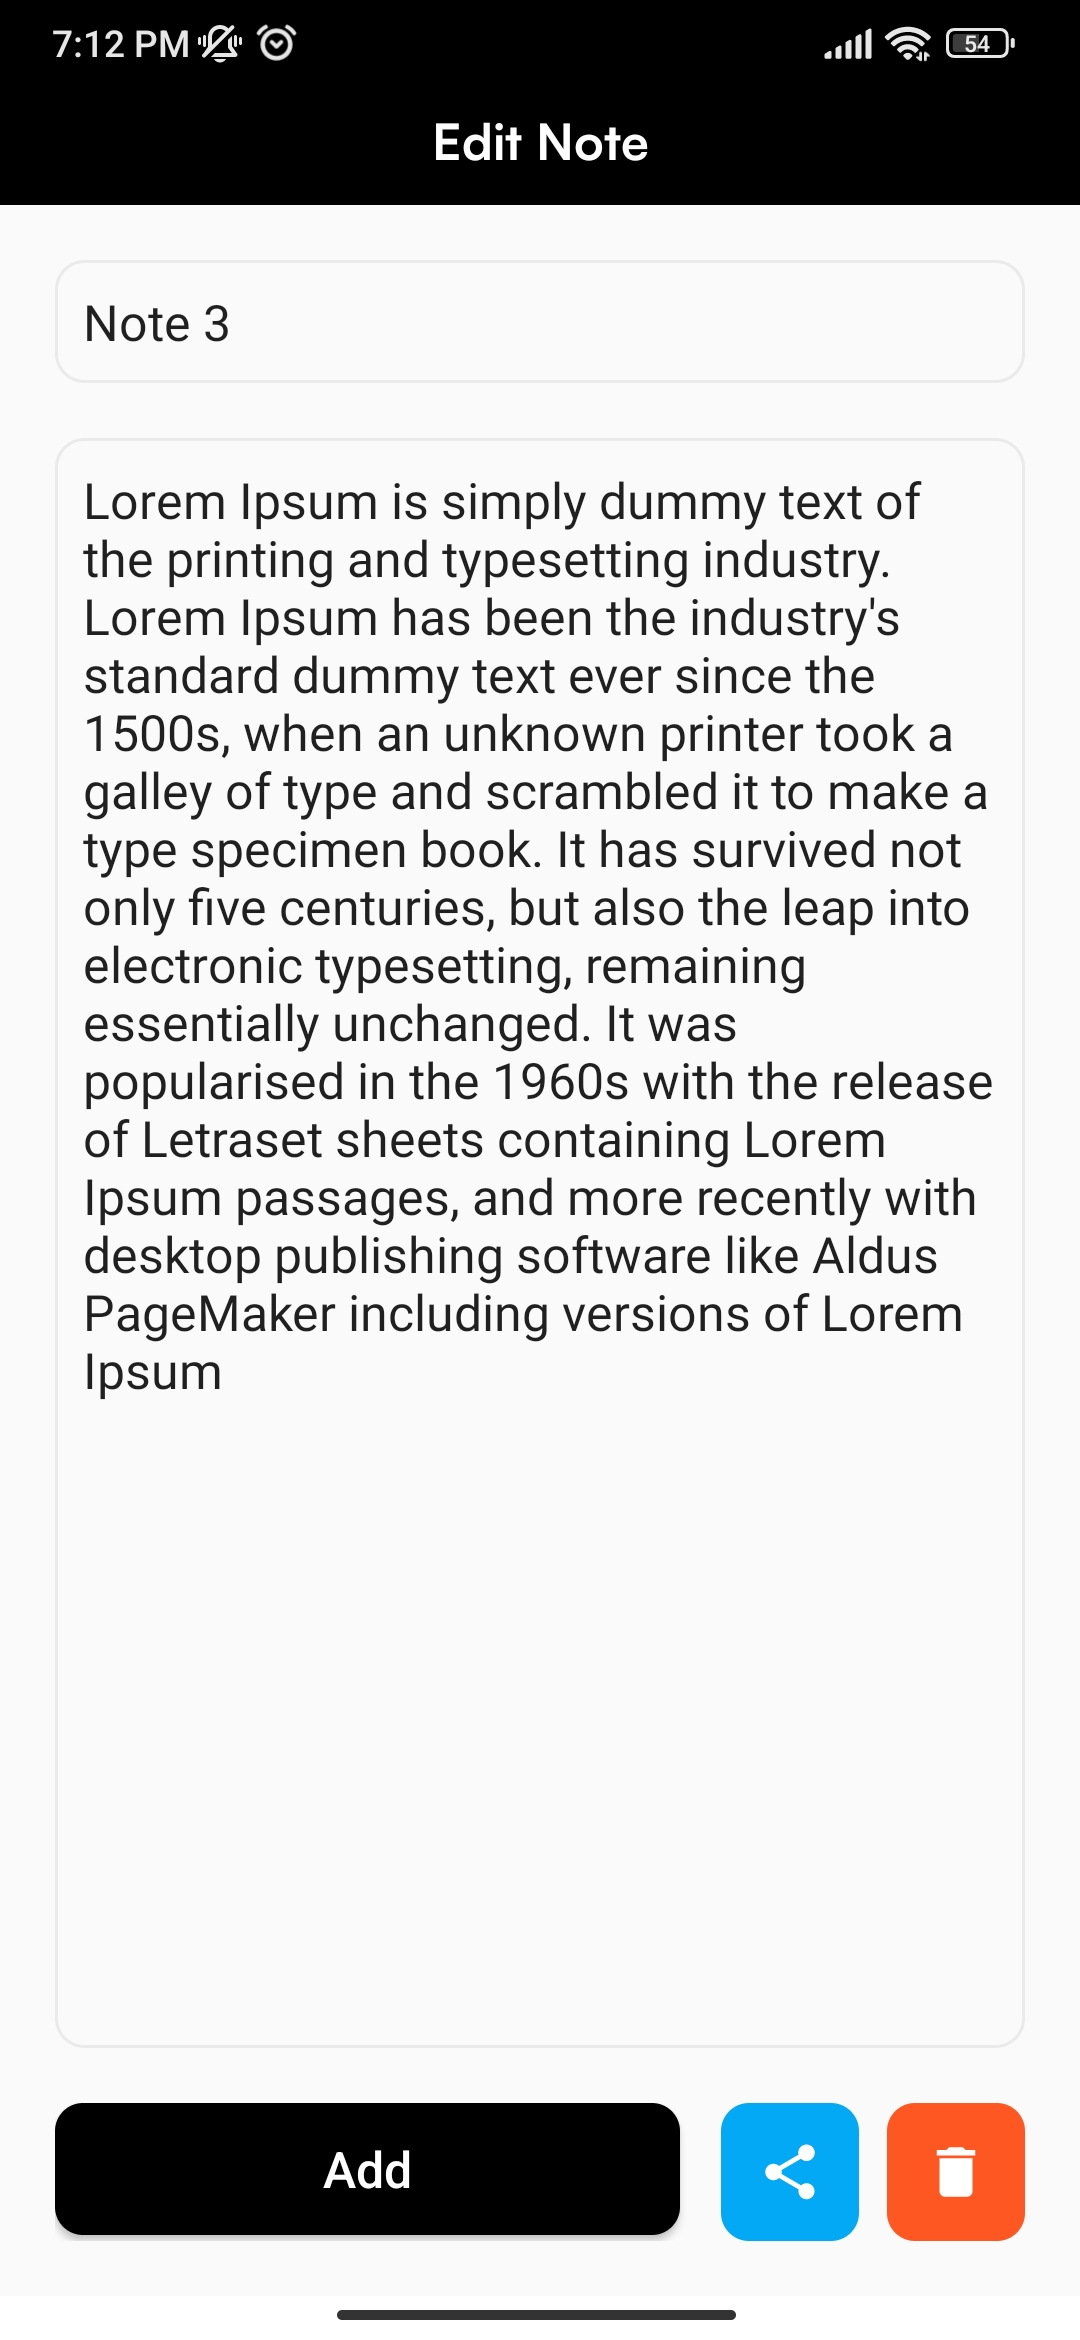 7:12 PM
54
Edit Note
Note 3
Lorem Ipsum is simply dummy text of
the printing and typesetting industry.
Lorem Ipsum has been the industry's
standard dummy text ever since the
1500s, when an unknown printer took a
galley of type and scrambled it to make a
type specimen book. It has survived not
only five centuries, but also the leap into
electronic typesetting, remaining
essentially unchanged. It was
popularised in the 1960s with the release
of Letraset sheets containing Lorem
Ipsum passages, and more recently with
desktop publishing software like Aldus
PageMaker including versions of Lorem
Ipsum
Add